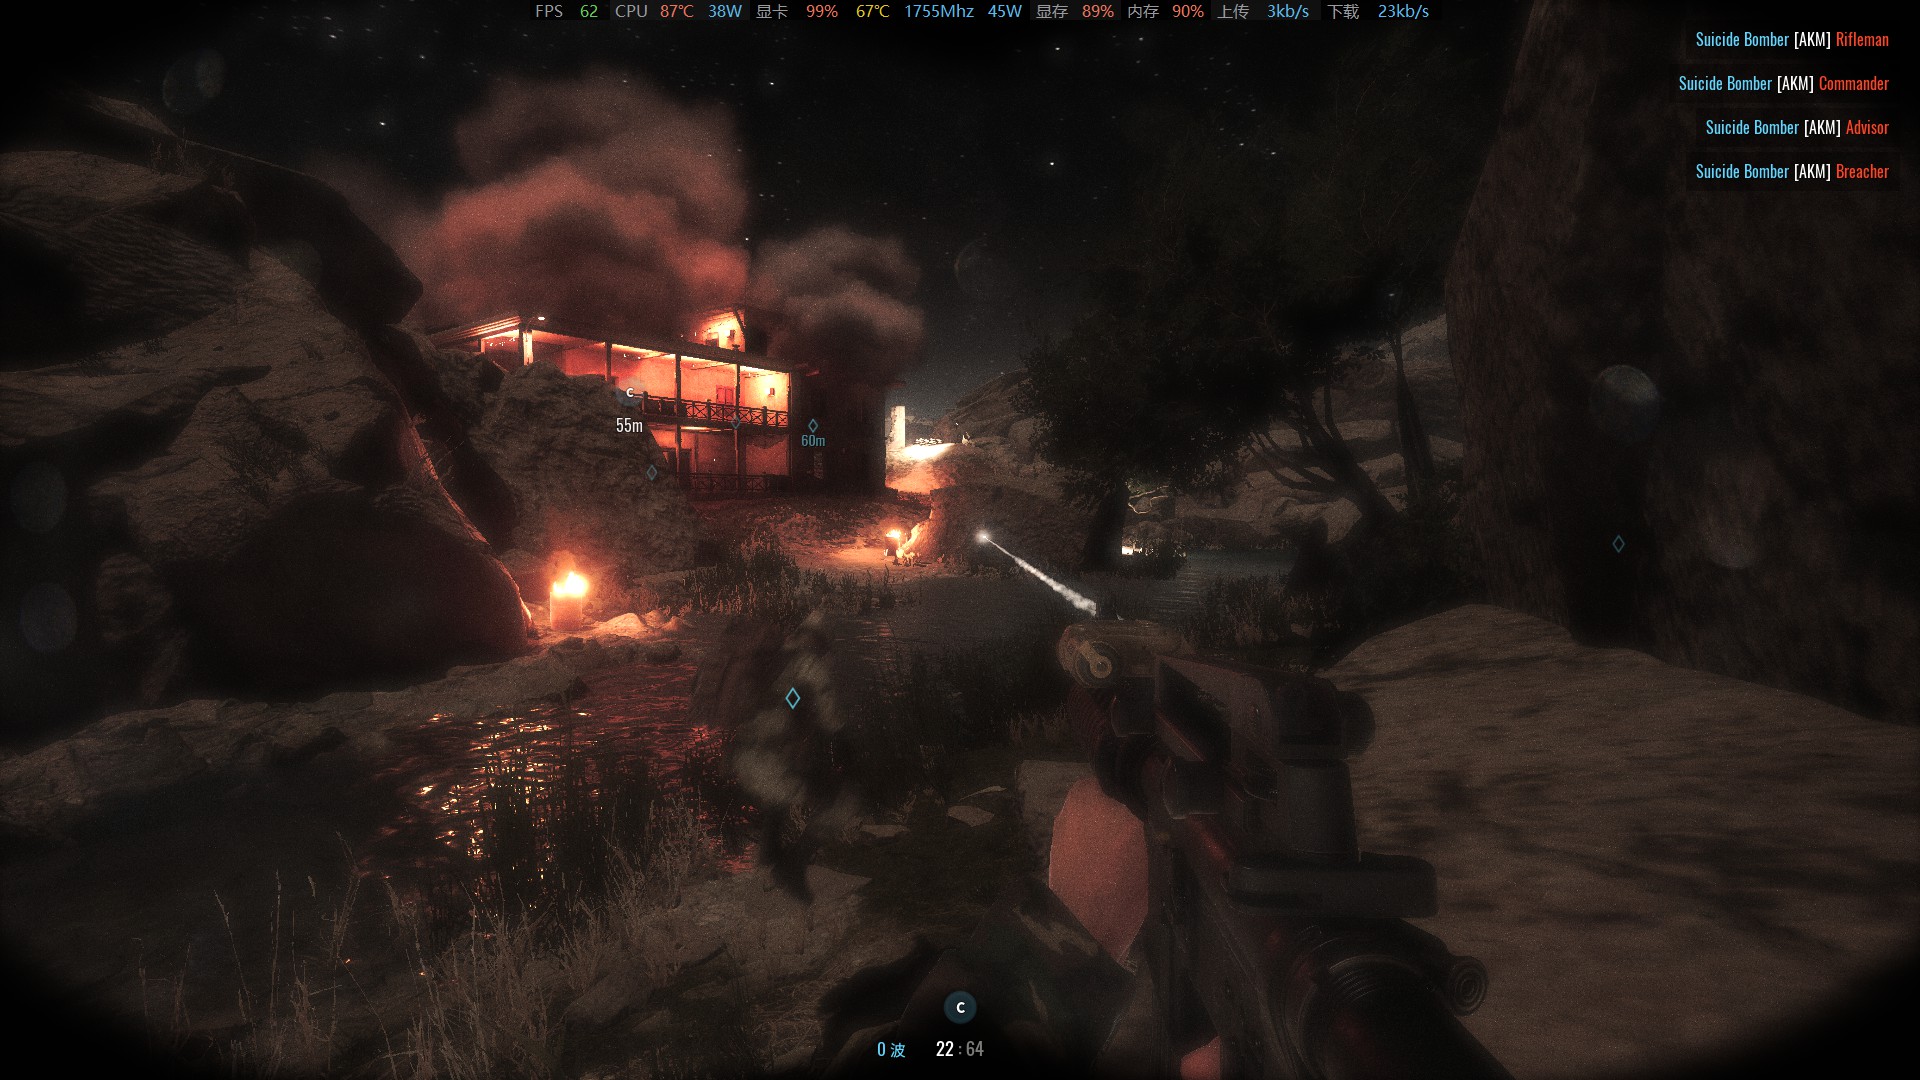 FPS 62 CPU 87℃ 38W 显卡 99% 67℃ 1755Mhz 45W 显存 89% 内存 90% 上传 3kb/s 下载 23kb/s
Suicide Bomber [AKM] Rifleman
Suicide Bomber [AKM] Commander
Suicide Bomber [AKM] Advisor
Suicide Bomber [AKM] Breacher
C
55m
60m
C
0 波 22 : 64